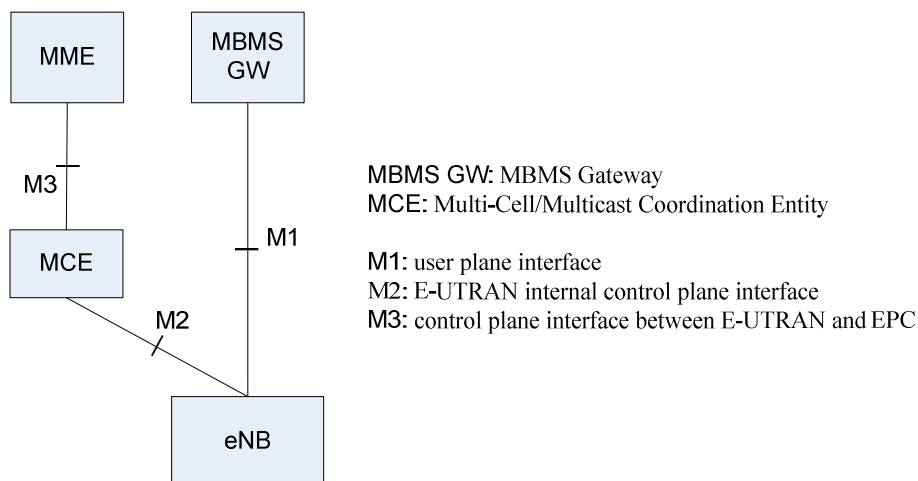 MME
MBMS
GW
M3
MBMS GW: MBMS Gateway
MCE: Multi-Cell/Multicast Coordination Entity
MCE
M1
M1: user plane interface
M2: E-UTRAN internal control plane interface
M3: control plane interface between E-UTRAN and EPC
M2
eNB